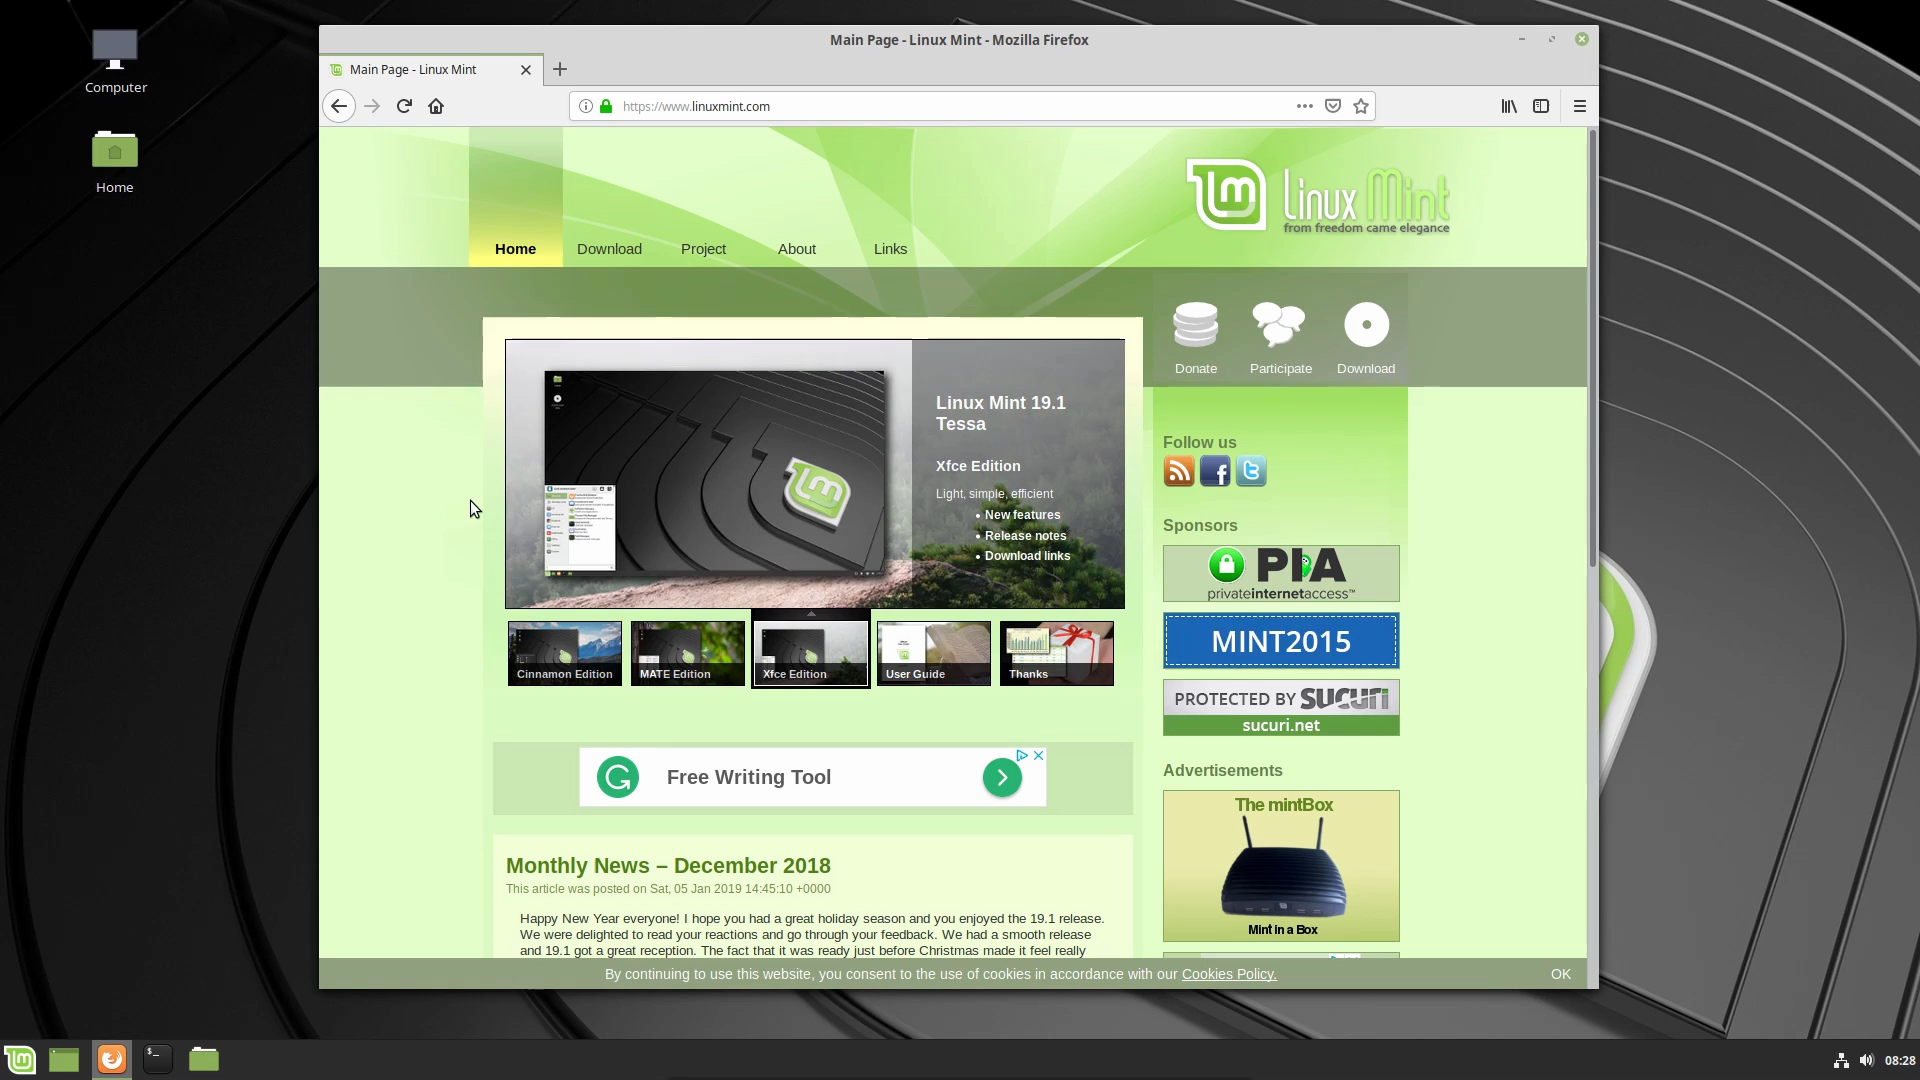 Computer
Home
Main Page - Linux Mint - Mozilla Firefox
Main Page - Linux Mint
https://www.linuxmint.com
Linux Mint
from freedom came elegance
Home
Download
Project
About
Links
Donate
Participate
Download
Linux Mint 19.1
Tessa
Xfce Edition
Light, simple, efficient
New features
Release notes
Download links
Cinnamon Edition
MATE Edition
Xfce Edition
User Guide
Thanks
Follow us
Sponsors
PIA
privateinternetaccess™
MINT2015
PROTECTED BY SUCURI
sucuri.net
Advertisements
The mintBox
Mint in a Box
Free Writing Tool
Monthly News – December 2018
This article was posted on Sat, 05 Jan 2019 14:45:10 +0000
Happy New Year everyone! I hope you had a great holiday season and you enjoyed the 19.1 release.
We were delighted to read your reactions and go through your feedback. We had a smooth release
and 19.1 got a great reception. The fact that it was ready just before Christmas made it feel really
By continuing to use this website, you consent to the use of cookies in accordance with our Cookies Policy.
OK
08:28